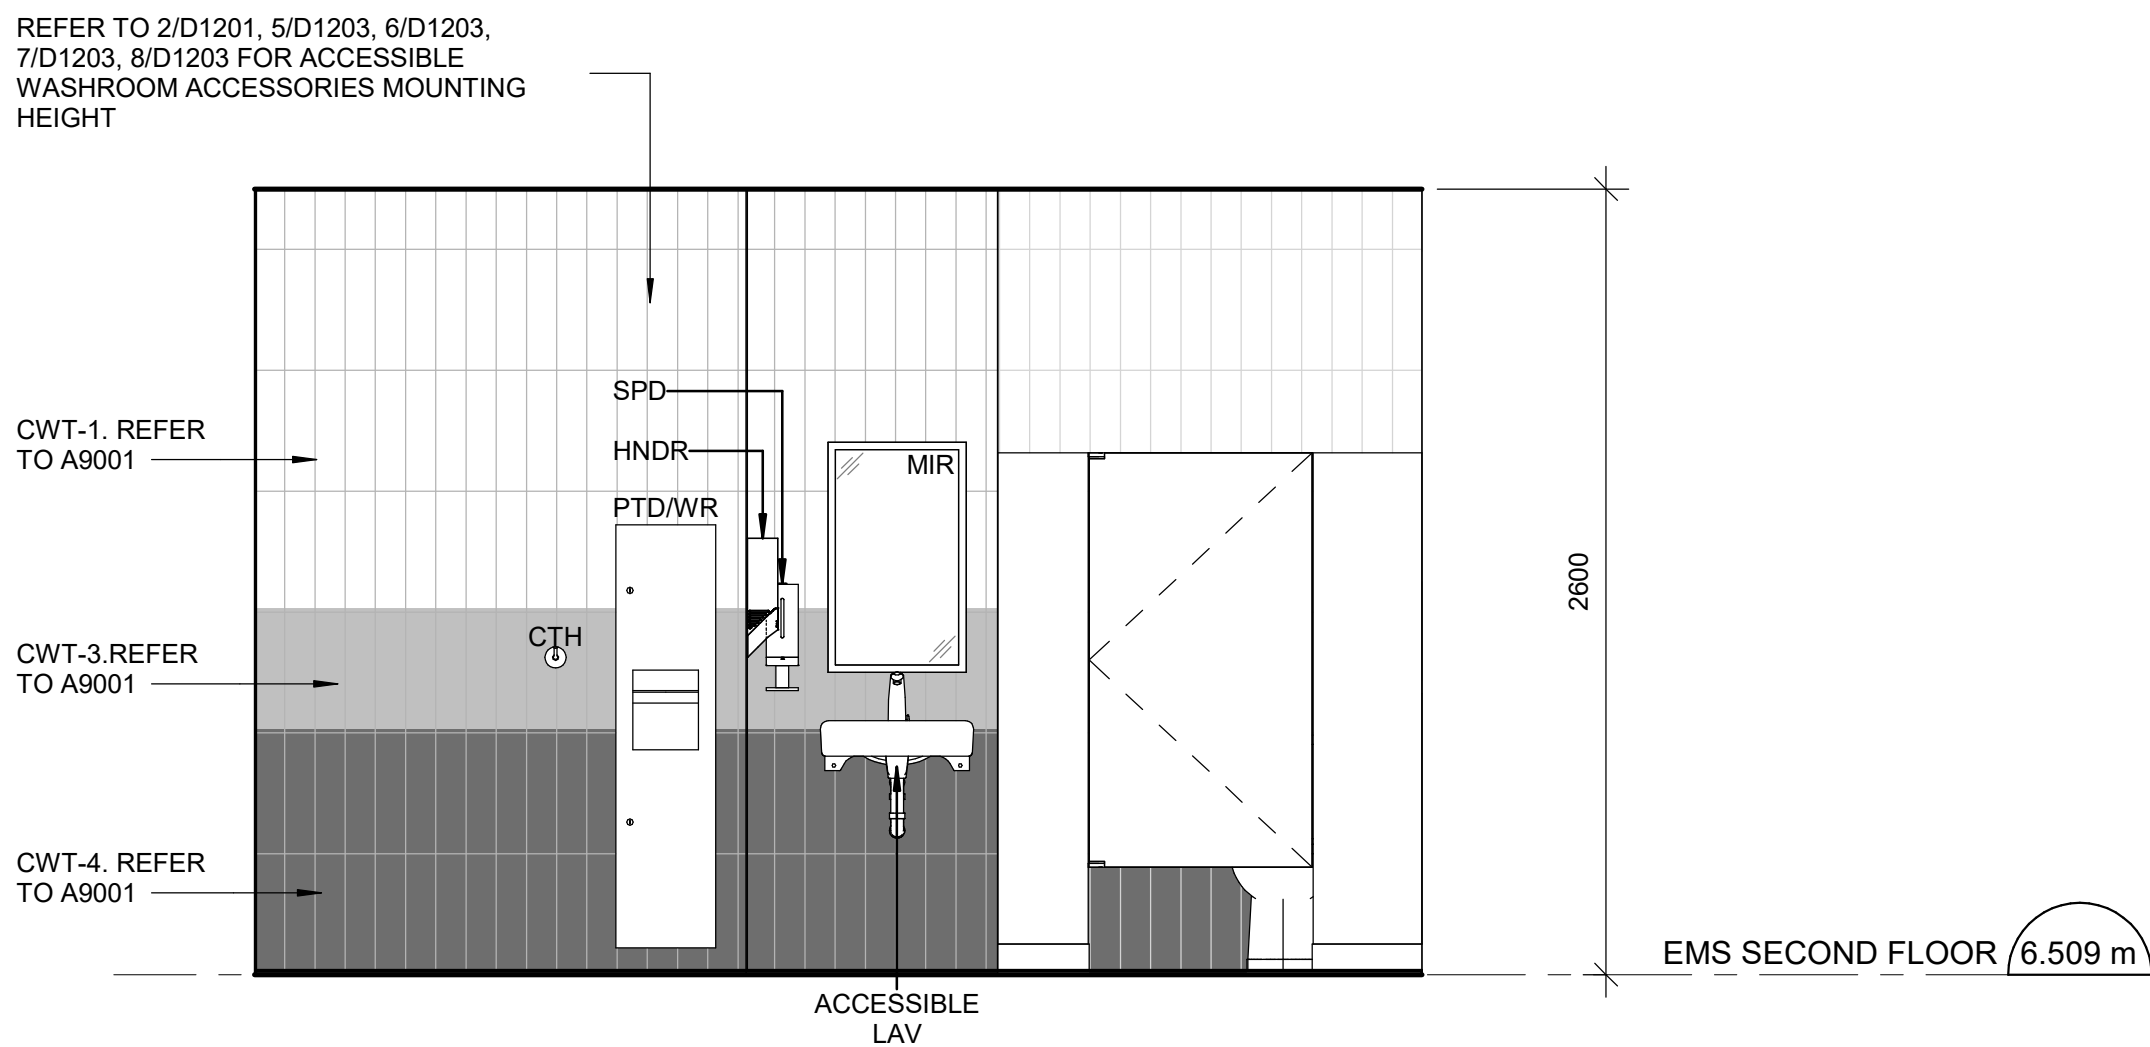 REFER TO 2/D1201, 5/D1203, 6/D1203,
7/D1203, 8/D1203 FOR ACCESSIBLE
WASHROOM ACCESSORIES MOUNTING
HEIGHT
SPD
CWT-1. REFER
TO A9001
HNDR
MIR
PTD/WR
2600
CTH
CWT-3.REFER
TO A9001
CWT-4. REFER
TO A9001
EMS SECOND FLOOR 6.509 m
ACCESSIBLE
LAV